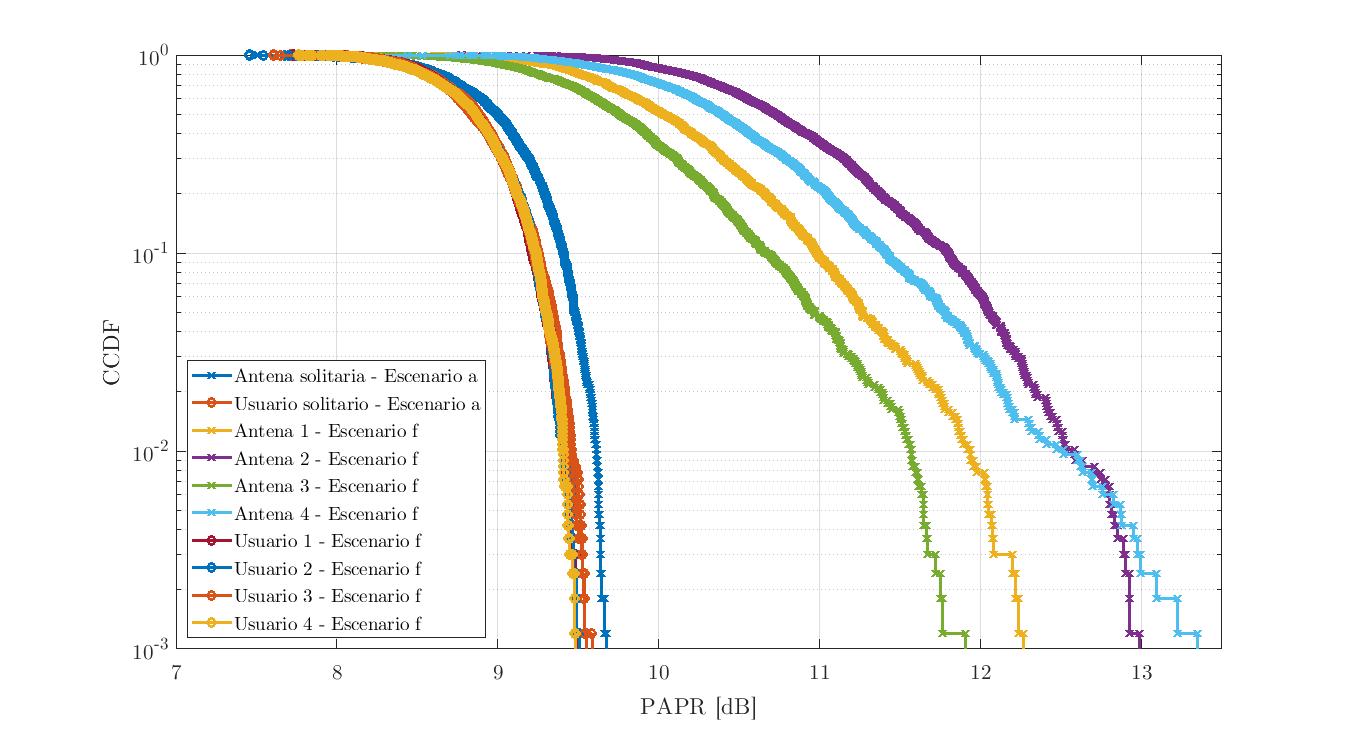 10^0
10^-1
10^-2
10^-3
CCDF
Antena solitaria - Escenario a
Usuario solitario - Escenario a
Antena 1 - Escenario f
Antena 2 - Escenario f
Antena 3 - Escenario f
Antena 4 - Escenario f
Usuario 1 - Escenario f
Usuario 2 - Escenario f
Usuario 3 - Escenario f
Usuario 4 - Escenario f
7 8 9 10 11 12 13
PAPR [dB]